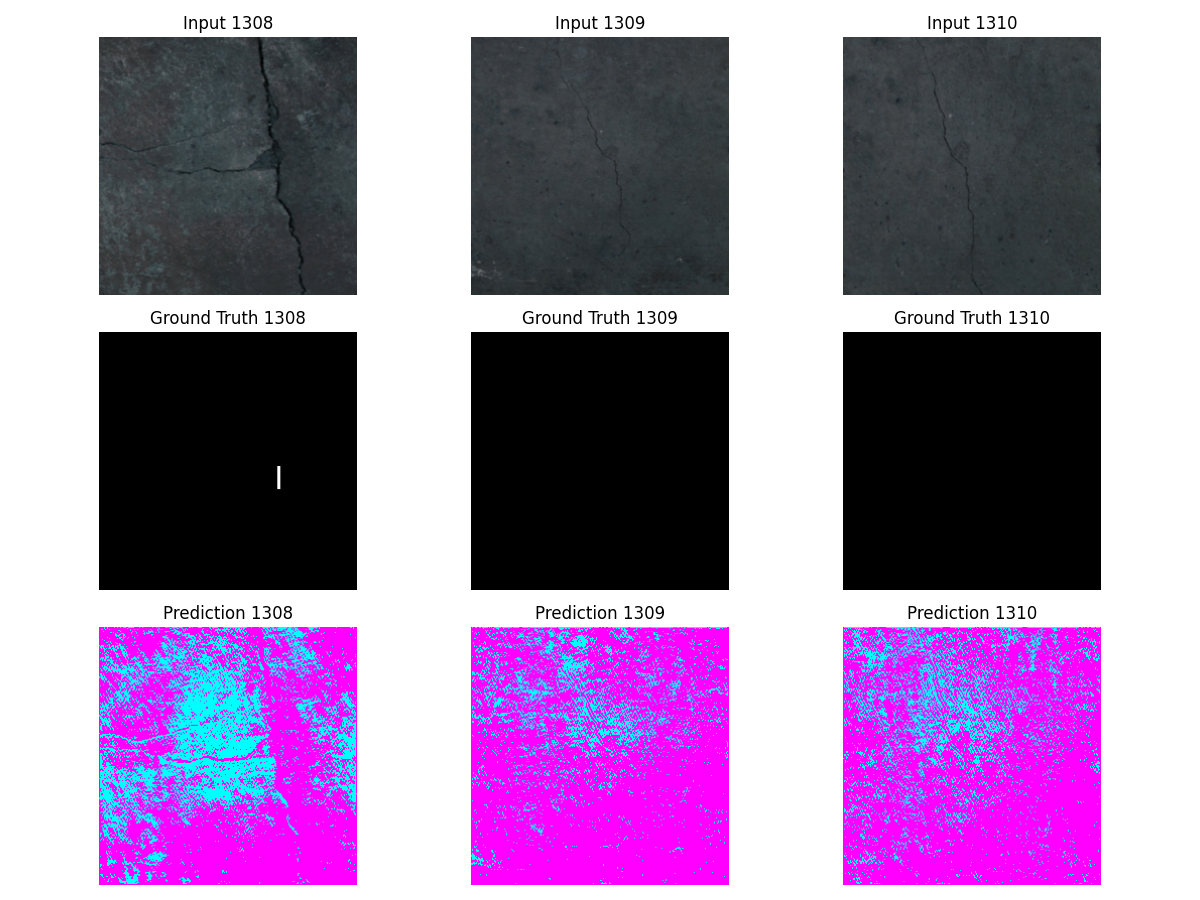 Input 1308
Input 1309
Input 1310
Ground Truth 1308
Ground Truth 1309
Ground Truth 1310
Prediction 1308
Prediction 1309
Prediction 1310